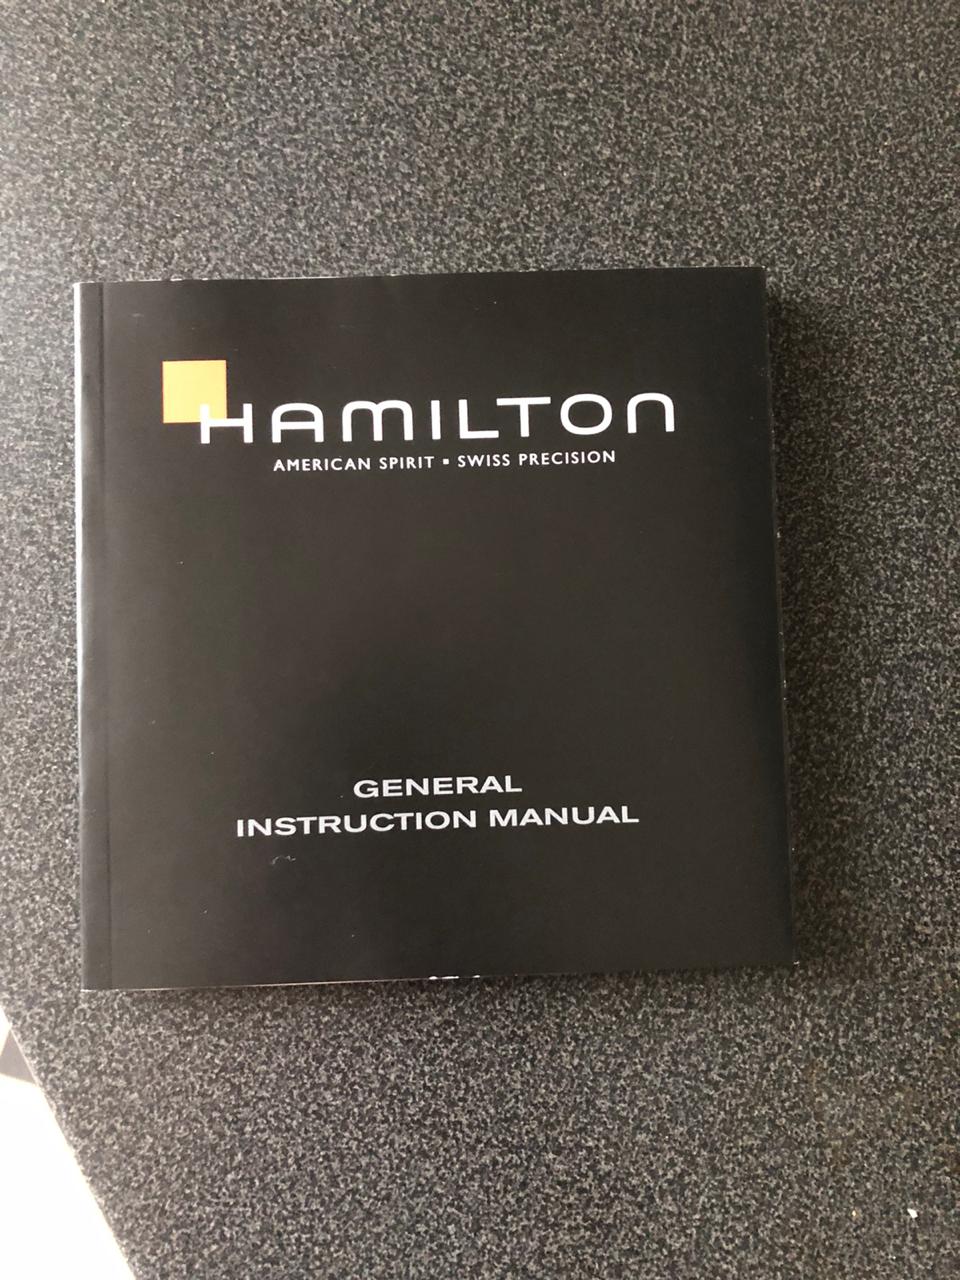 HAMILTON
AMERICAN SPIRIT ▪ SWISS PRECISION
GENERAL
INSTRUCTION MANUAL